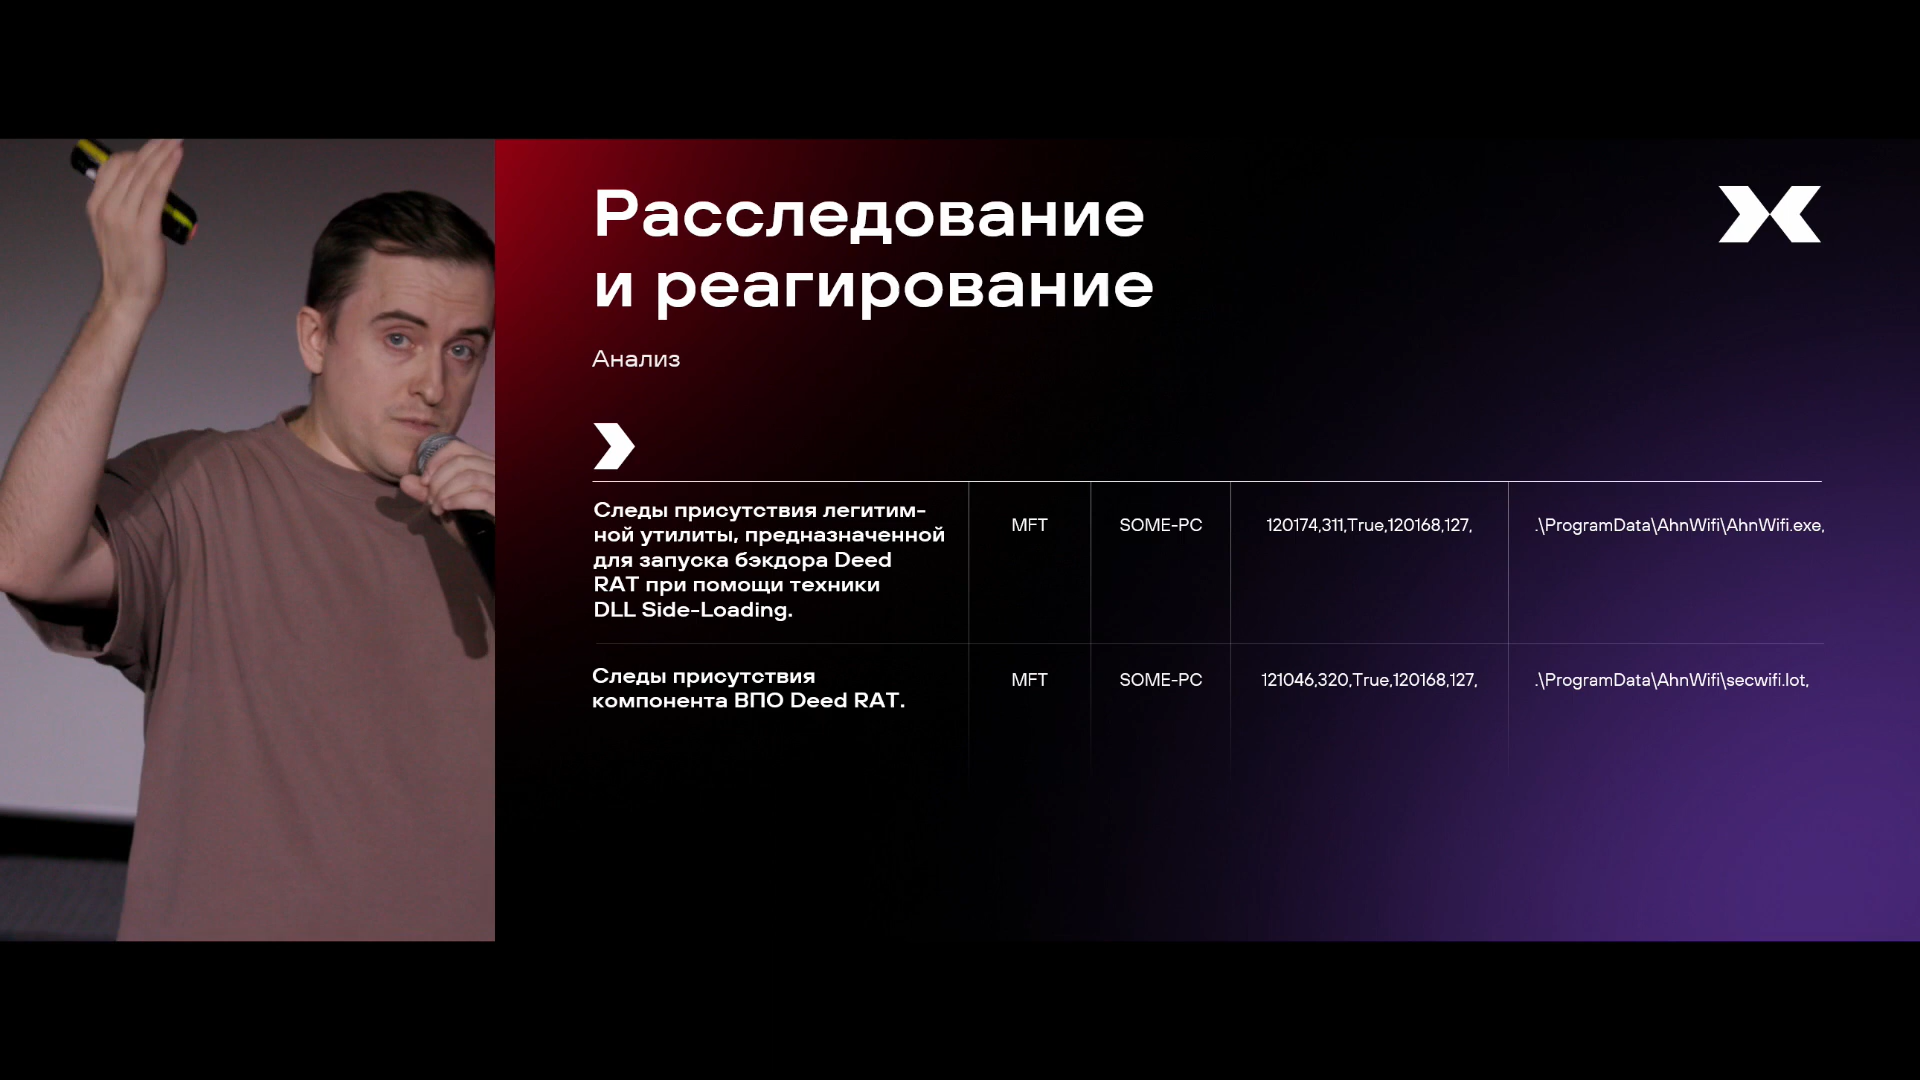 Расследование
и реагирование
Анализ
Следы присутствия легитим-
ной утилиты, предназначенной
для запуска бэкдора Deed
RAT при помощи техники
DLL Side-Loading.
MFT
SOME-PC
120174,311,True,120168,127,
.\ProgramData\AhnWifi\AhnWifi.exe,
Следы присутствия
компонента ВПО Deed RAT.
MFT
SOME-PC
121046,320,True,120168,127,
.\ProgramData\AhnWifi\secwifi.lot,